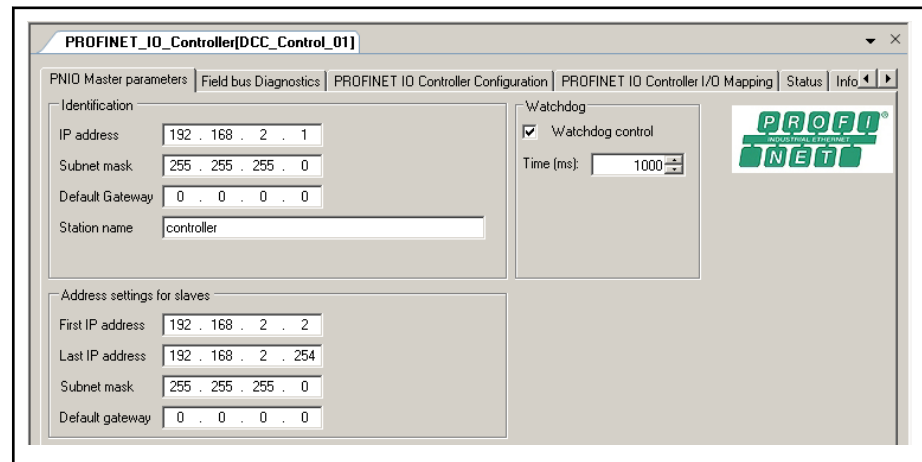 PROFINET_IO_Controller[DCC_Control_01]
PNIO Master parameters Field bus Diagnostics PROFINET IO Controller Configuration PROFINET IO Controller I/O Mapping Status Info
Identification
IP address 192 . 168 . 2 . 1
Subnet mask 255 . 255 . 255 . 0
Default Gateway 0 . 0 . 0 . 0
Station name controller
Watchdog
Watchdog control
Time (ms): 1000
PROFI®
INDUSTRIAL ETHERNET
NET
Address settings for slaves
First IP address 192 . 168 . 2 . 2
Last IP address 192 . 168 . 2 . 254
Subnet mask 255 . 255 . 255 . 0
Default gateway 0 . 0 . 0 . 0